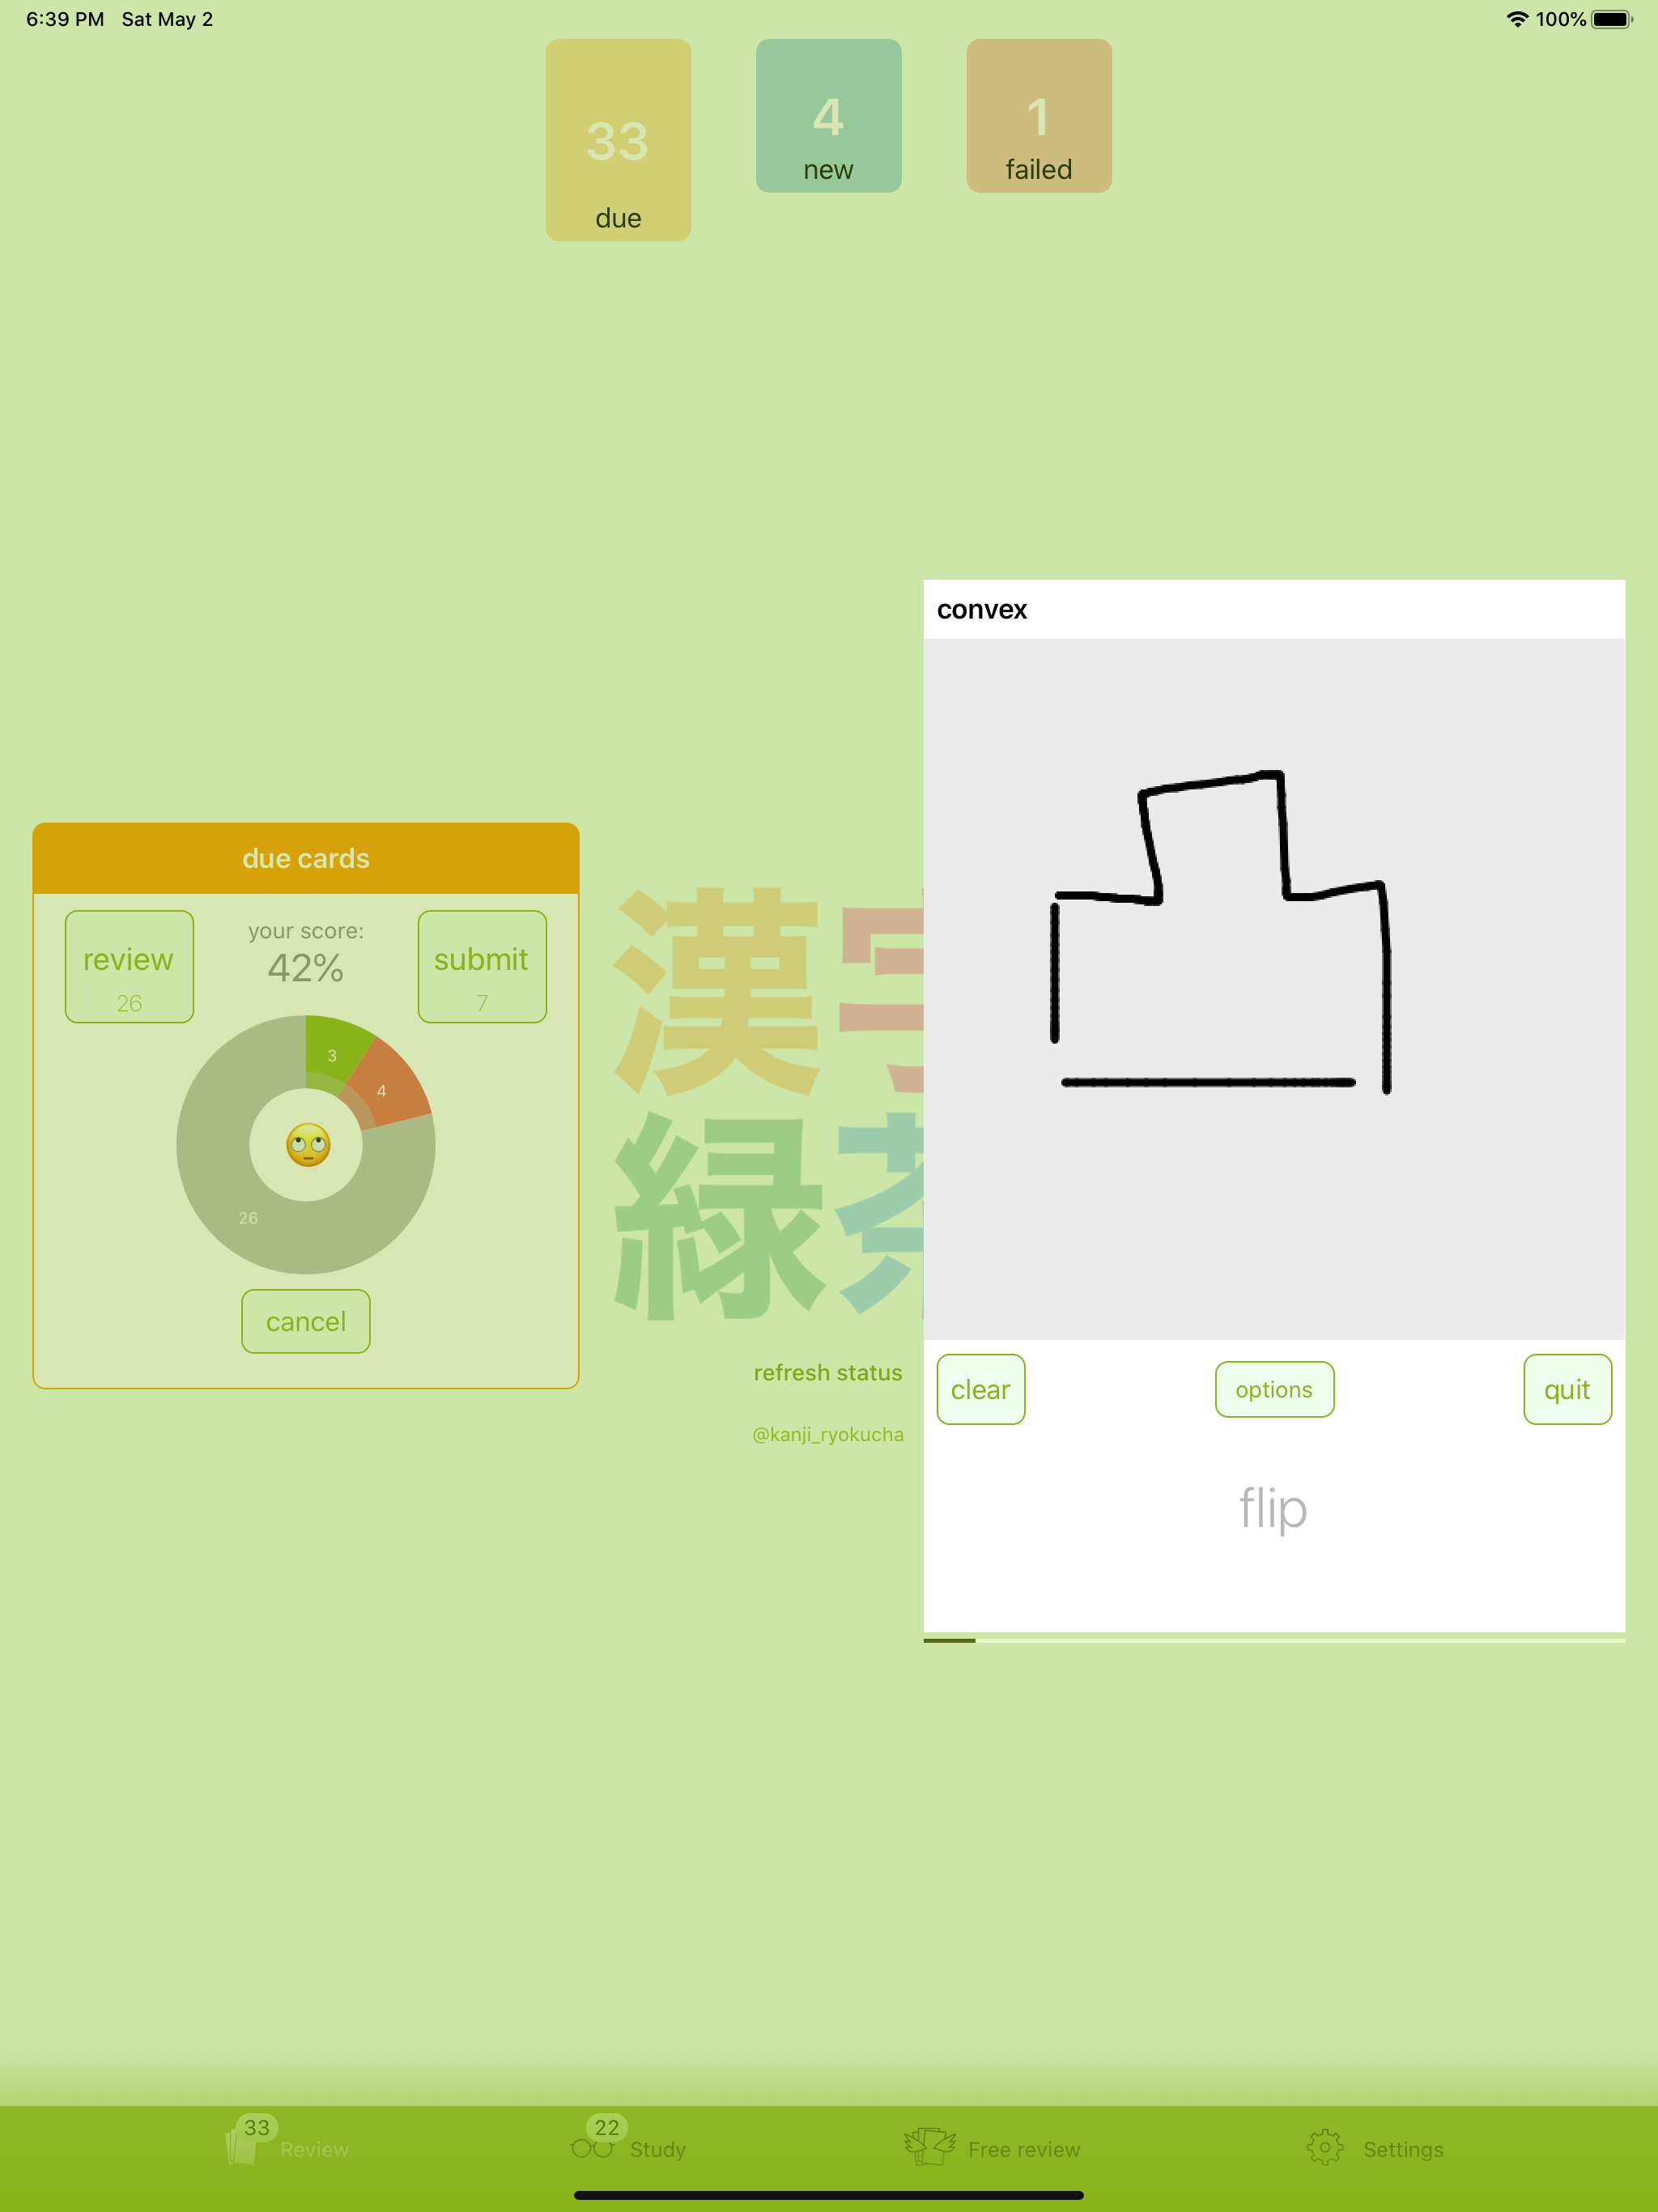 6:39 PM Sat May 2
100%
33
due
4
new
1
failed
convex
due cards
review
26
your score:
42%
submit
7
3
4
26
cancel
漢
緑茶
refresh status
@kanji_ryokucha
clear
options
quit
flip
33
Review
22
Study
Free review
Settings